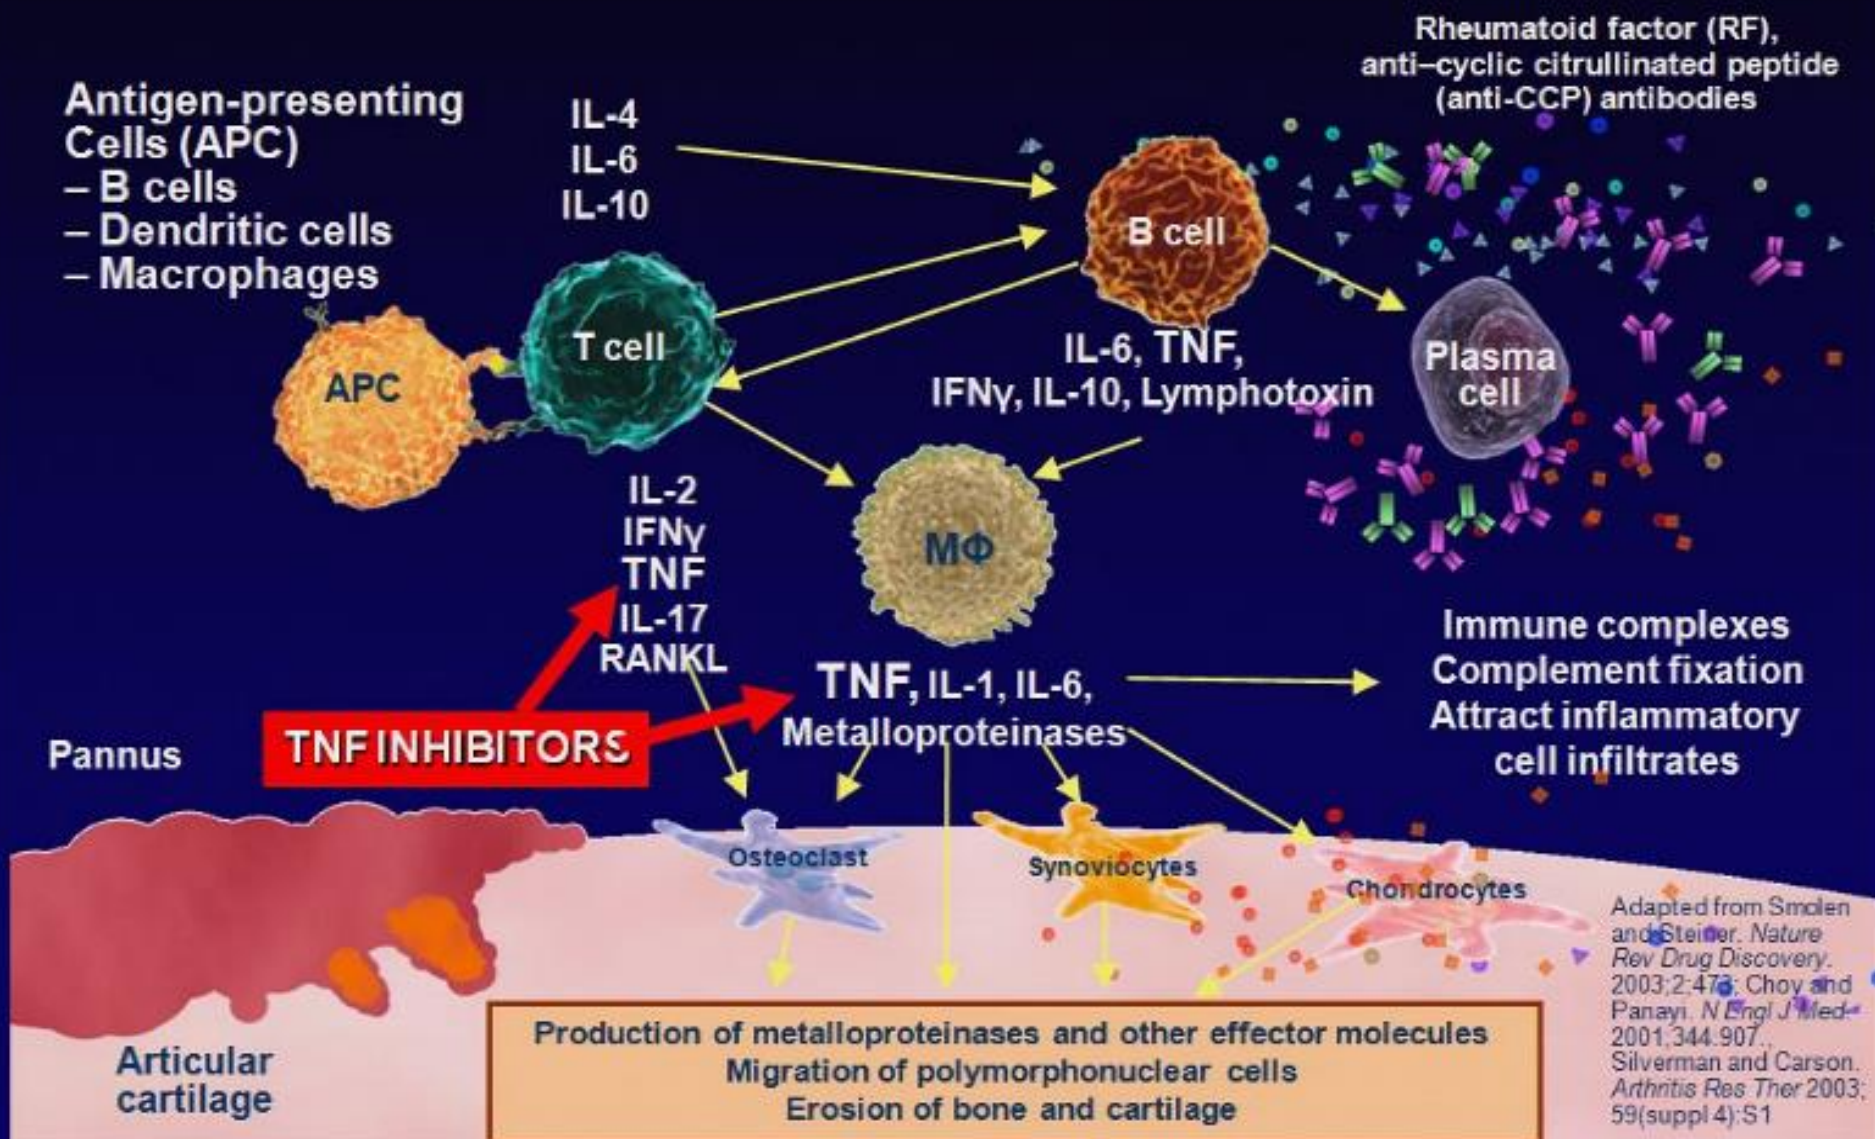 Rheumatoid factor (RF),
anti–cyclic citrullinated peptide
(anti-CCP) antibodies
Antigen-presenting
Cells (APC)
– B cells
– Dendritic cells
– Macrophages
IL-4
IL-6
IL-10
B cell
T cell
APC
IL-6, TNF,
IFNγ, IL-10, Lymphotoxin
Plasma
cell
IL-2
IFNγ
TNF
IL-17
RANKL
MΦ
TNF, IL-1, IL-6,
Metalloproteinases
Immune complexes
Complement fixation
Attract inflammatory
cell infiltrates
TNF INHIBITORS
Pannus
Osteoclast
Synoviocytes
Chondrocytes
Articular
cartilage
Production of metalloproteinases and other effector molecules
Migration of polymorphonuclear cells
Erosion of bone and cartilage
Adapted from Smolen
and Steiner. Nature
Rev Drug Discovery.
2003;2:473; Choy and
Panayi. N Engl J Med.
2001;344:907.,
Silverman and Carson.
Arthritis Res Ther 2003;
59(suppl 4):S1